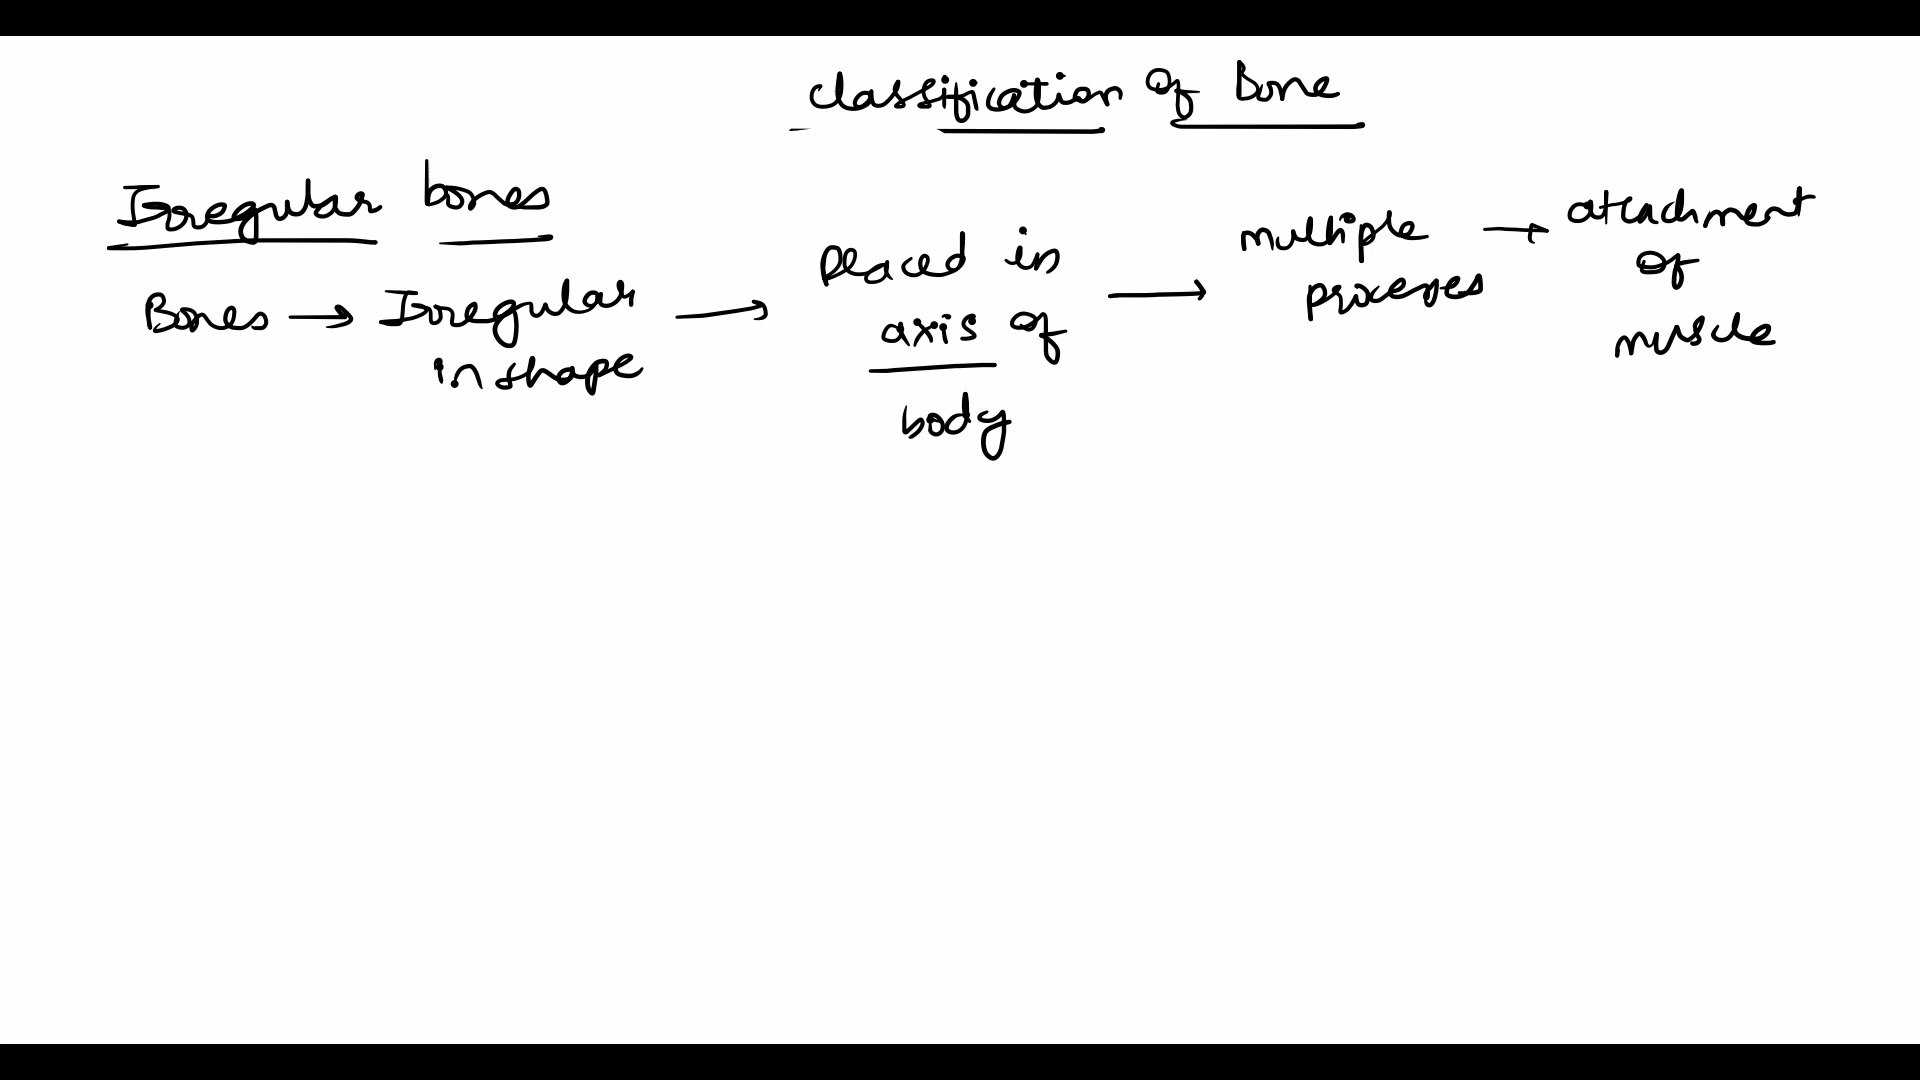 classification of Bone
Irregular bones
Bones → Irregular
in shape
→ Placed in
axis of
body
→ multiple
processes
→ attachment
of
muscle